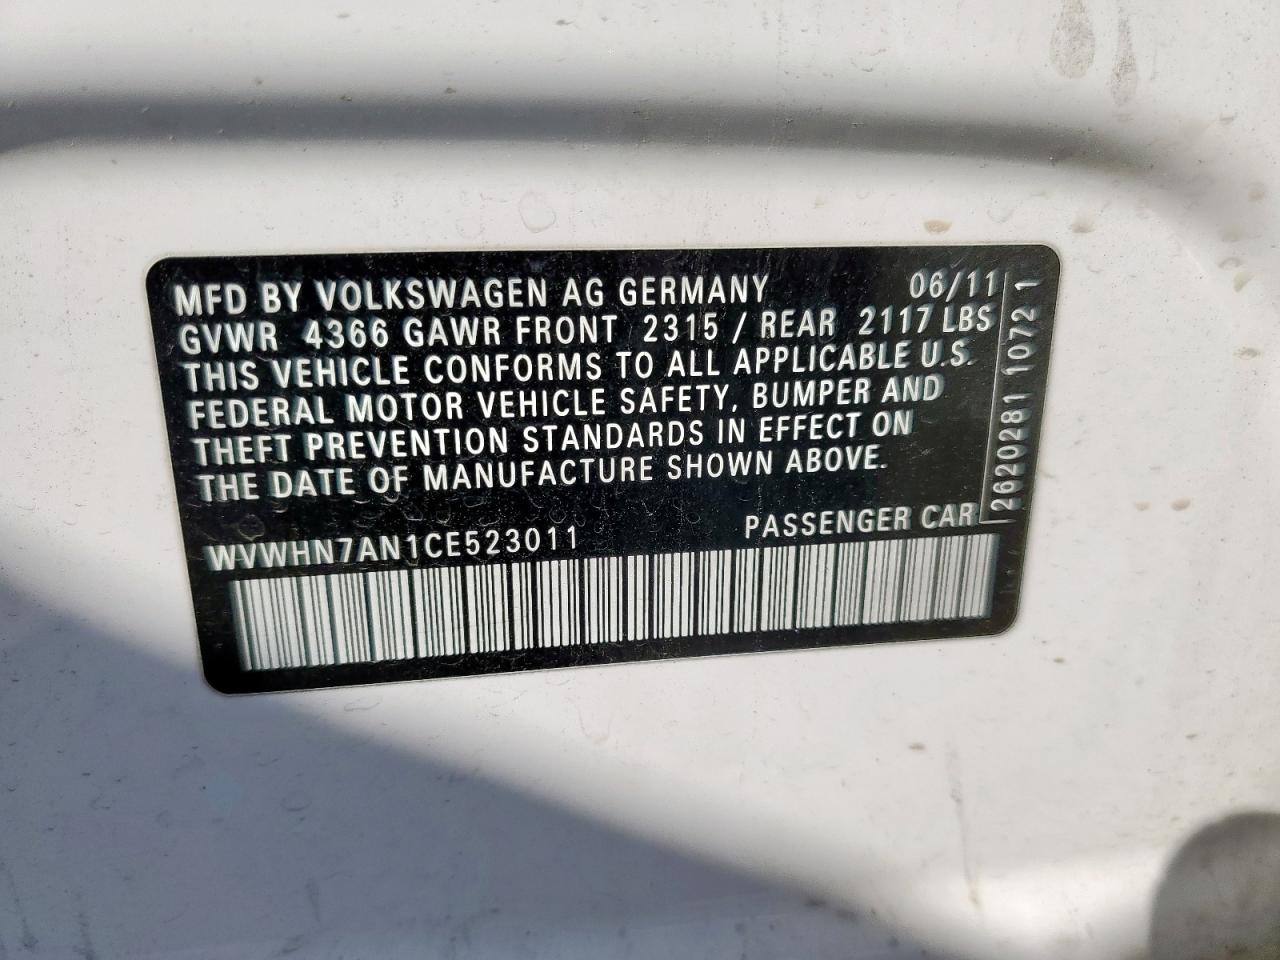 MFD BY VOLKSWAGEN AG GERMANY 06/11
GVWR 4366 GAWR FRONT 2315 / REAR 2117 LBS
THIS VEHICLE CONFORMS TO ALL APPLICABLE U.S.
FEDERAL MOTOR VEHICLE SAFETY, BUMPER AND
THEFT PREVENTION STANDARDS IN EFFECT ON
THE DATE OF MANUFACTURE SHOWN ABOVE.
WVWHN7AN1CE523011 PASSENGER CAR
2620281 1072 1